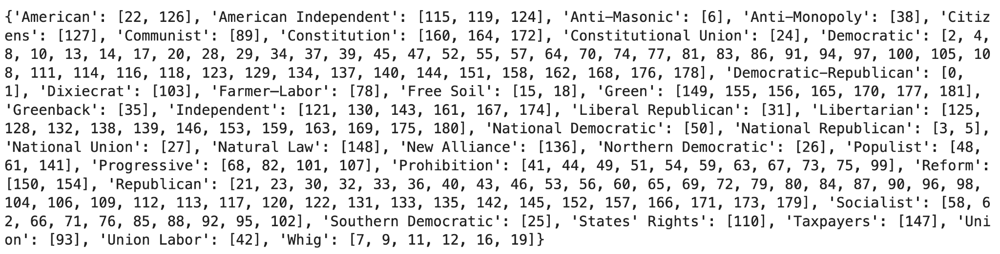 {'American': [22, 126], 'American Independent': [115, 119, 124], 'Anti-Masonic': [6], 'Anti-Monopoly': [38], 'Citiz
ens': [127], 'Communist': [89], 'Constitution': [160, 164, 172], 'Constitutional Union': [24], 'Democratic': [2, 4,
8, 10, 13, 14, 17, 20, 28, 29, 34, 37, 39, 45, 47, 52, 55, 57, 64, 70, 74, 77, 81, 83, 86, 91, 94, 97, 100, 105, 10
8, 111, 114, 116, 118, 123, 129, 134, 137, 140, 144, 151, 158, 162, 168, 176, 178], 'Democratic-Republican': [0,
1], 'Dixiecrat': [103], 'Farmer–Labor': [78], 'Free Soil': [15, 18], 'Green': [149, 155, 156, 165, 170, 177, 181],
'Greenback': [35], 'Independent': [121, 130, 143, 161, 167, 174], 'Liberal Republican': [31], 'Libertarian': [125,
128, 132, 138, 139, 146, 153, 159, 163, 169, 175, 180], 'National Democratic': [50], 'National Republican': [3, 5],
'National Union': [27], 'Natural Law': [148], 'New Alliance': [136], 'Northern Democratic': [26], 'Populist': [48,
61, 141], 'Progressive': [68, 82, 101, 107], 'Prohibition': [41, 44, 49, 51, 54, 59, 63, 67, 73, 75, 99], 'Reform':
[150, 154], 'Republican': [21, 23, 30, 32, 33, 36, 40, 43, 46, 53, 56, 60, 65, 69, 72, 79, 80, 84, 87, 90, 96, 98,
104, 106, 109, 112, 113, 117, 120, 122, 131, 133, 135, 142, 145, 152, 157, 166, 171, 173, 179], 'Socialist': [58, 6
2, 66, 71, 76, 85, 88, 92, 95, 102], 'Southern Democratic': [25], 'States' Rights': [110], 'Taxpayers': [147], 'Uni
on': [93], 'Union Labor': [42], 'Whig': [7, 9, 11, 12, 16, 19]}